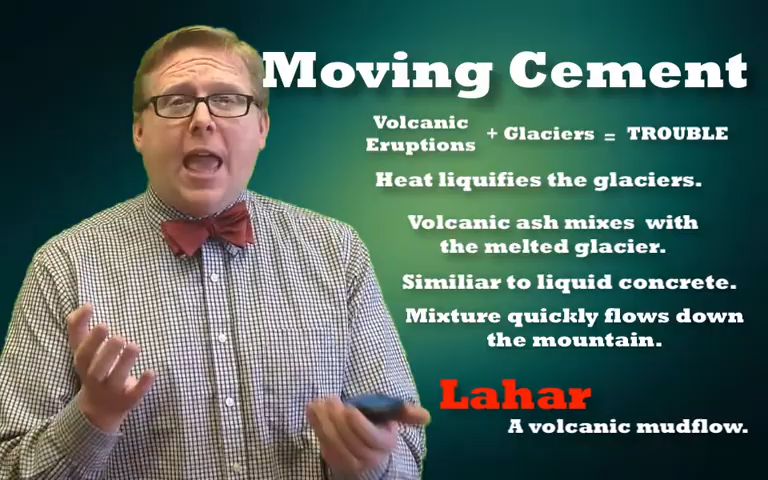 Moving Cement
Volcanic
Eruptions + Glaciers = TROUBLE
Heat liquifies the glaciers.
Volcanic ash mixes with
the melted glacier.
Similiar to liquid concrete.
Mixture quickly flows down
the mountain.
Lahar
A volcanic mudflow.